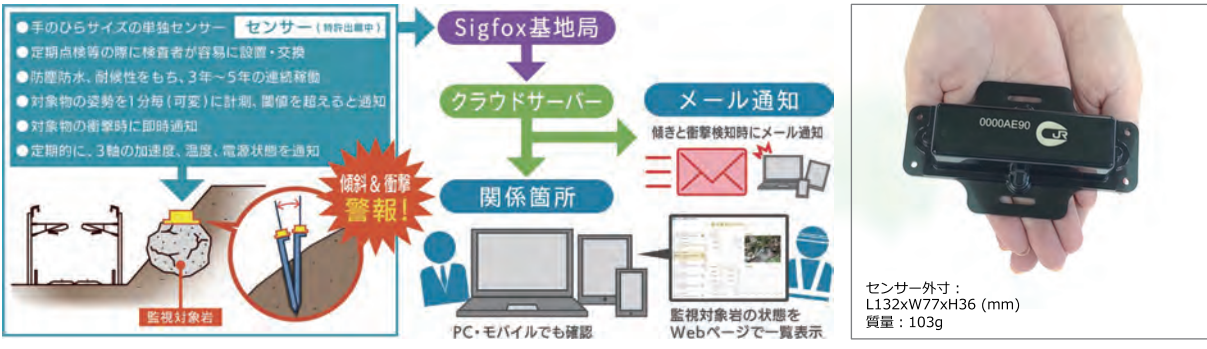 センサー(特許出願中)
●手のひらサイズの単独センサー
●定期点検等の際に検査者が容易に設置・交換
●防塵防水、耐候性をもち、3年～5年の連続稼働
●対象物の姿勢を1分毎(可変)に計測、閾値を超えると通知
●対象物の衝撃時に即時通知
●定期的に、3軸の加速度、温度、電源状態を通知
傾斜&衝撃
警報!
監視対象岩
Sigfox基地局
クラウドサーバー
メール通知
傾きと衝撃検知時にメール通知
関係箇所
PC・モバイルでも確認
監視対象岩の状態を
Webページで一覧表示
0000AE90
JR
センサー外寸：
L132xW77xH36 (mm)
質量：103g